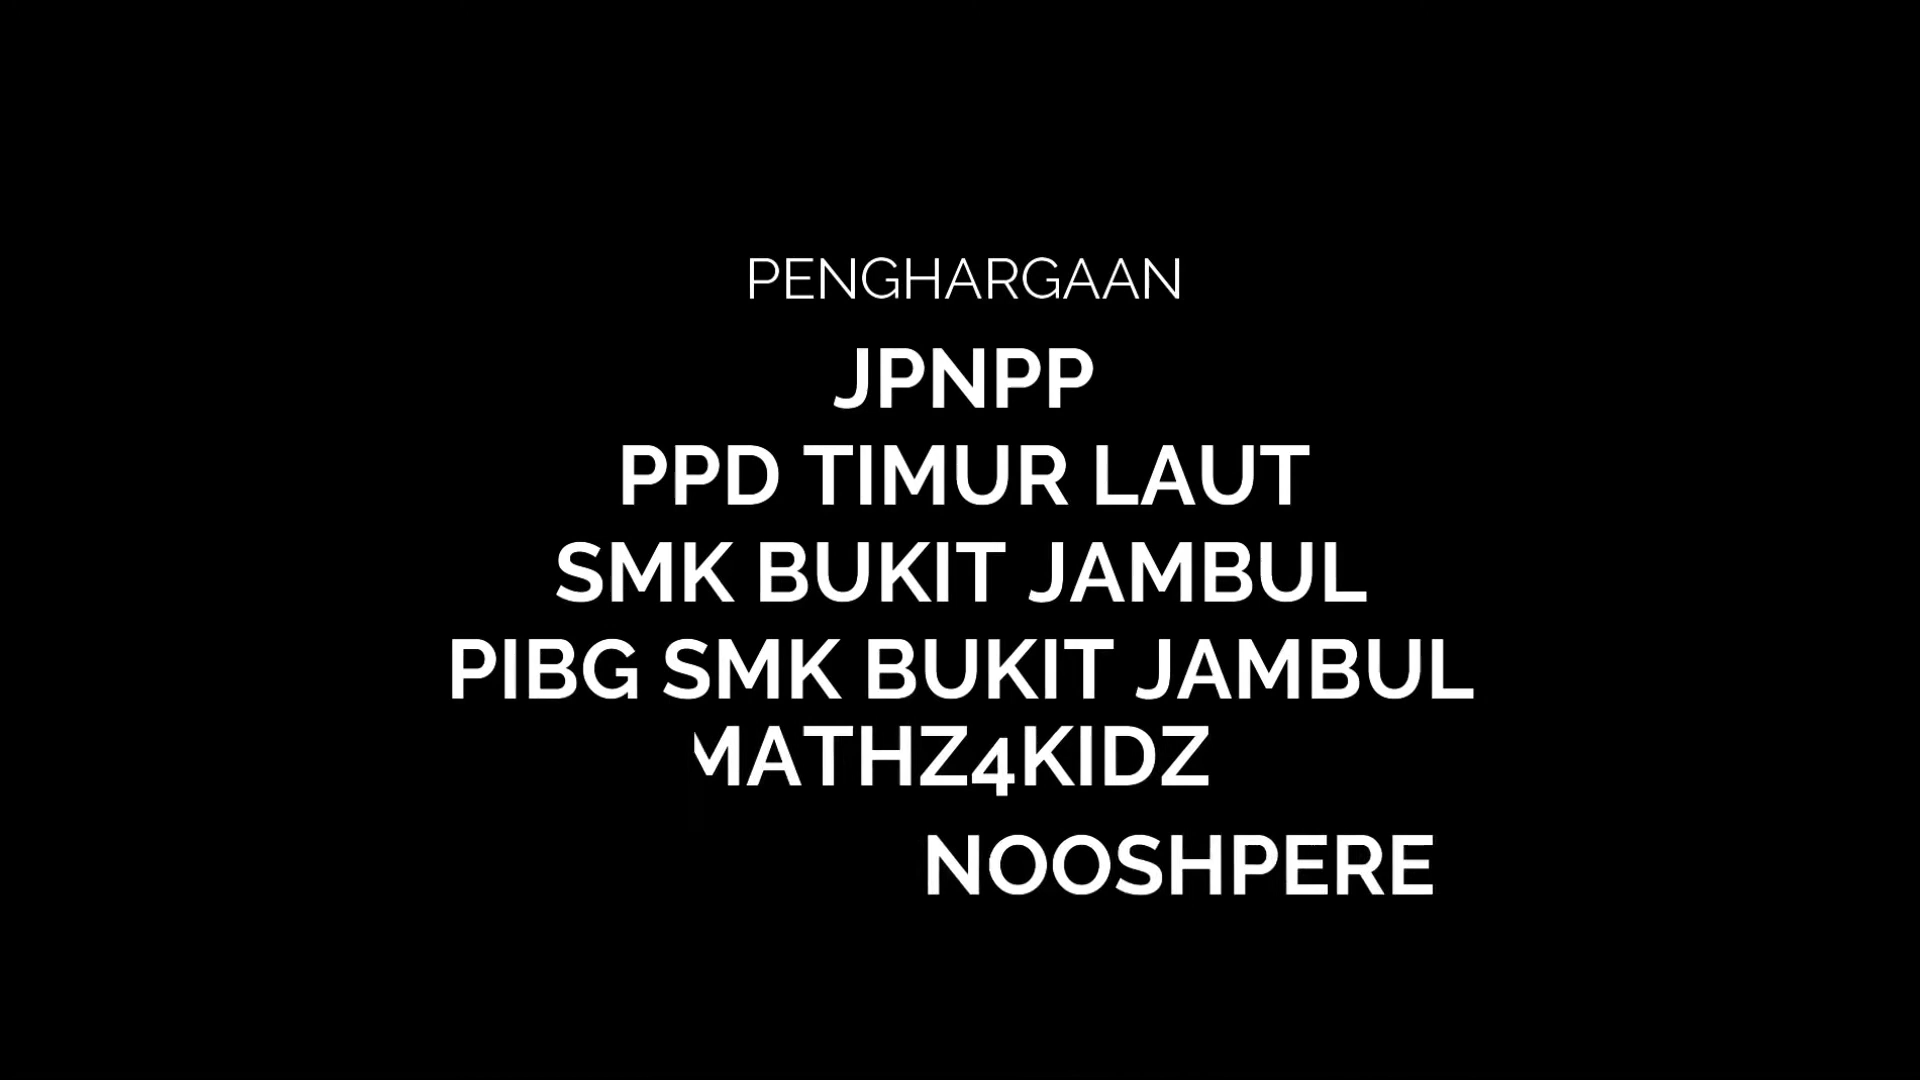 PENGHARGAAN
JPNPP
PPD TIMUR LAUT
SMK BUKIT JAMBUL
PIBG SMK BUKIT JAMBUL
MATHZ4KIDZ
NOOSHPERE